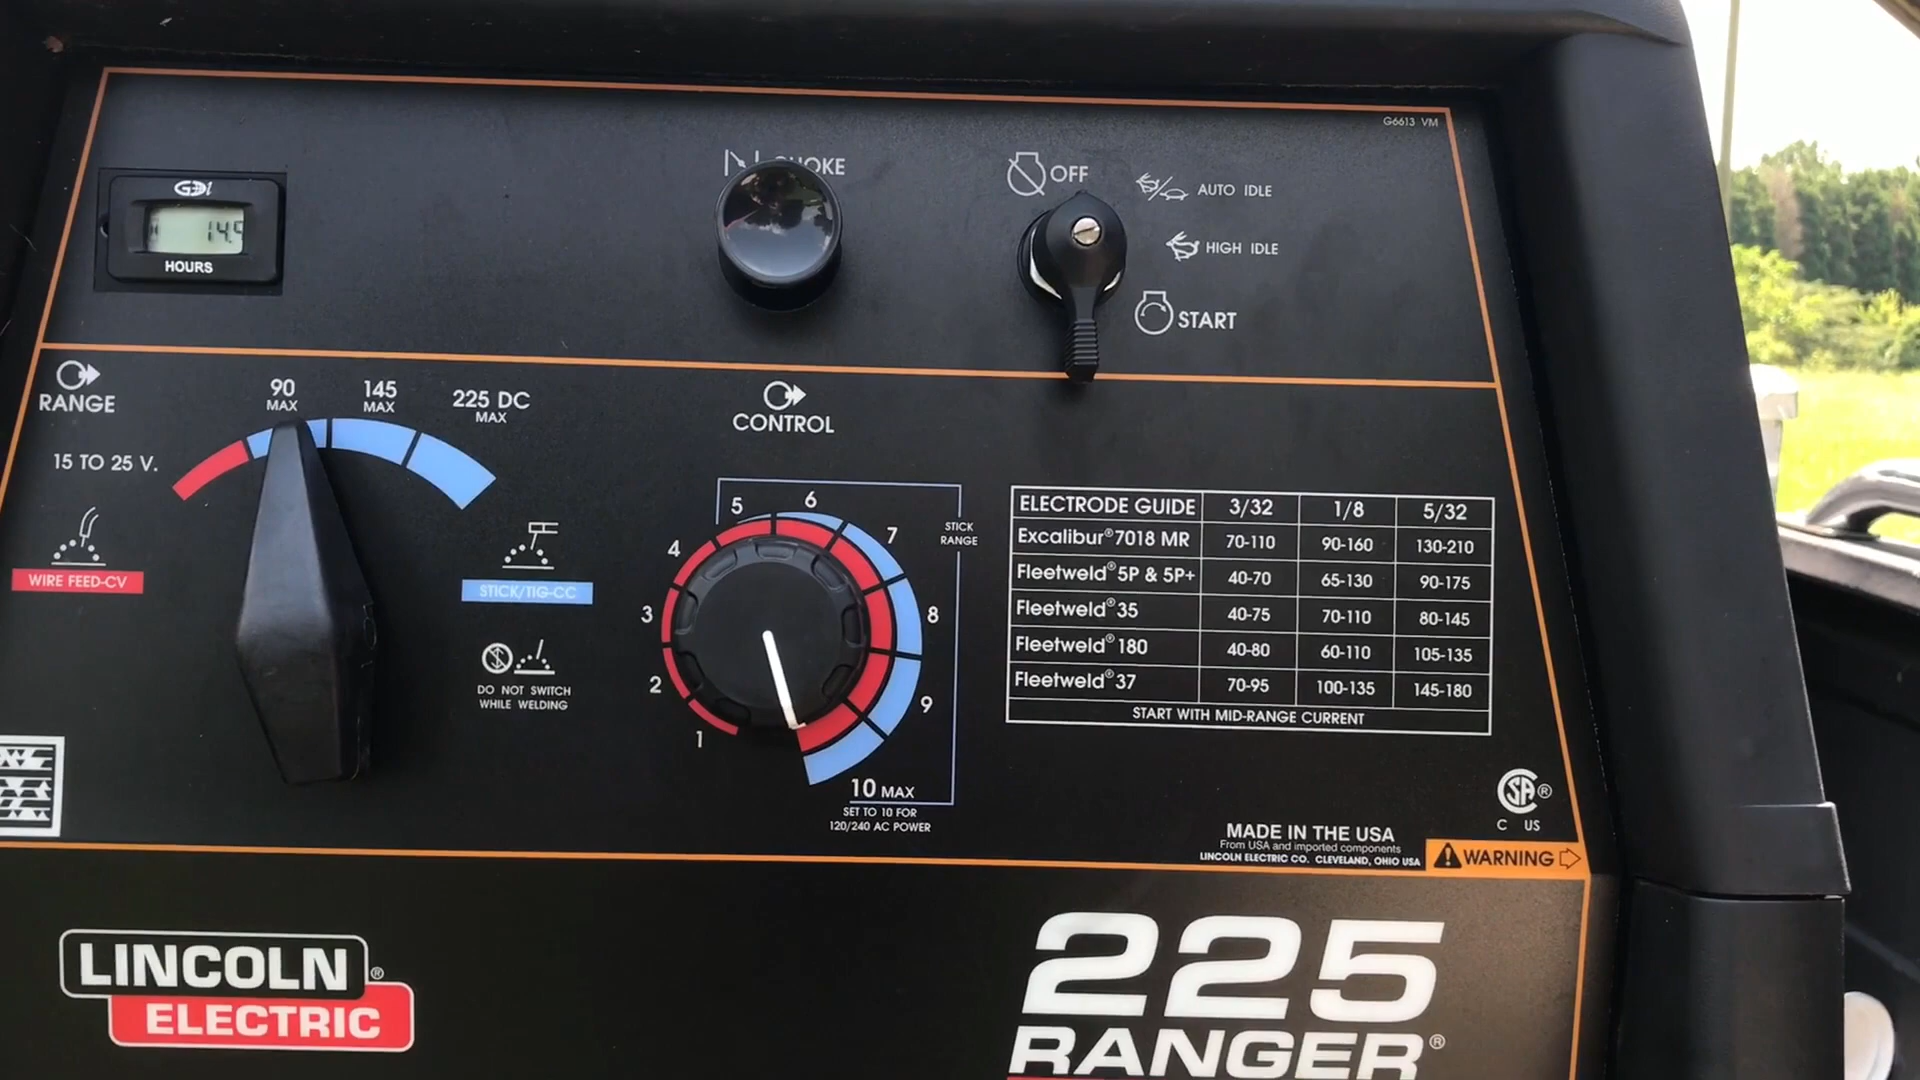 G6613 VM
GDi
14.9
HOURS
OFF
AUTO IDLE
HIGH IDLE
START
RANGE
90
MAX
145
MAX
225 DC
MAX
15 TO 25 V.
WIRE FEED-CV
STICK/TIG-CC
DO NOT SWITCH
WHILE WELDING
CONTROL
1
2
3
4
5
6
7
8
9
10 MAX
STICK
RANGE
SET TO 10 FOR
120/240 AC POWER
ELECTRODE GUIDE 3/32 1/8 5/32
Excalibur® 7018 MR 70-110 90-160 130-210
Fleetweld® 5P & 5P+ 40-70 65-130 90-175
Fleetweld® 35 40-75 70-110 80-145
Fleetweld® 180 40-80 60-110 105-135
Fleetweld® 37 70-95 100-135 145-180
START WITH MID-RANGE CURRENT
SA ®
C US
MADE IN THE USA
From USA and imported components
LINCOLN ELECTRIC CO. CLEVELAND, OHIO USA
WARNING
LINCOLN ®
ELECTRIC
225
RANGER®